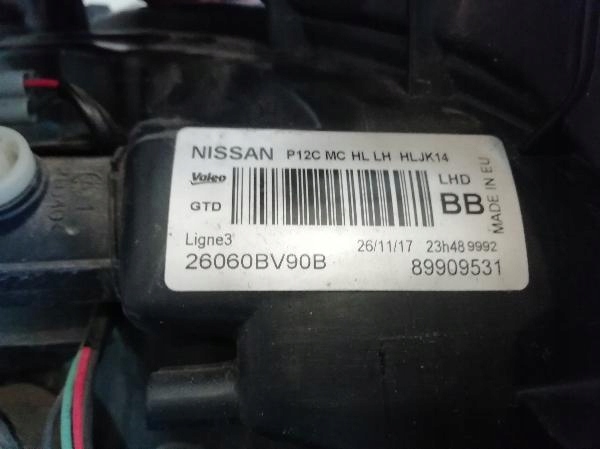 NISSAN P12C MC HL LH HLJK14
Valeo
GTD
LHD
BB
MADE IN EU
Ligne3
26/11/17 23h48 9992
26060BV90B
89909531